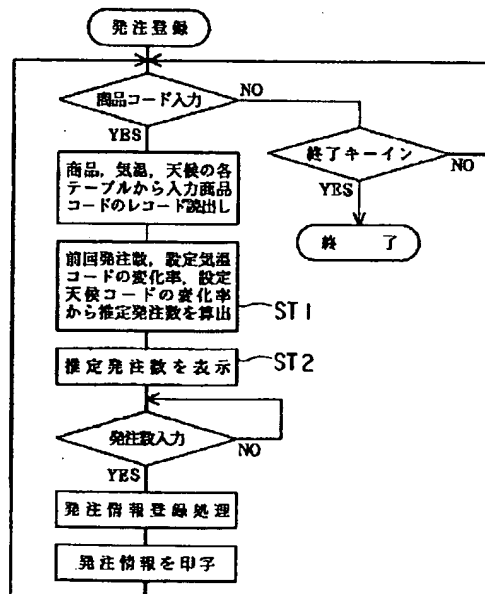 発注登録
商品コード入力
NO
YES
終了キーイン
NO
YES
終了
商品，気温，天候の各
テーブルから入力商品
コードのレコード読出し
前回発注数，設定気温
コードの変化率，設定
天候コードの変化率
から推定発注数を算出
ST1
推定発注数を表示
ST2
発注数入力
NO
YES
発注情報登録処理
発注情報を印字